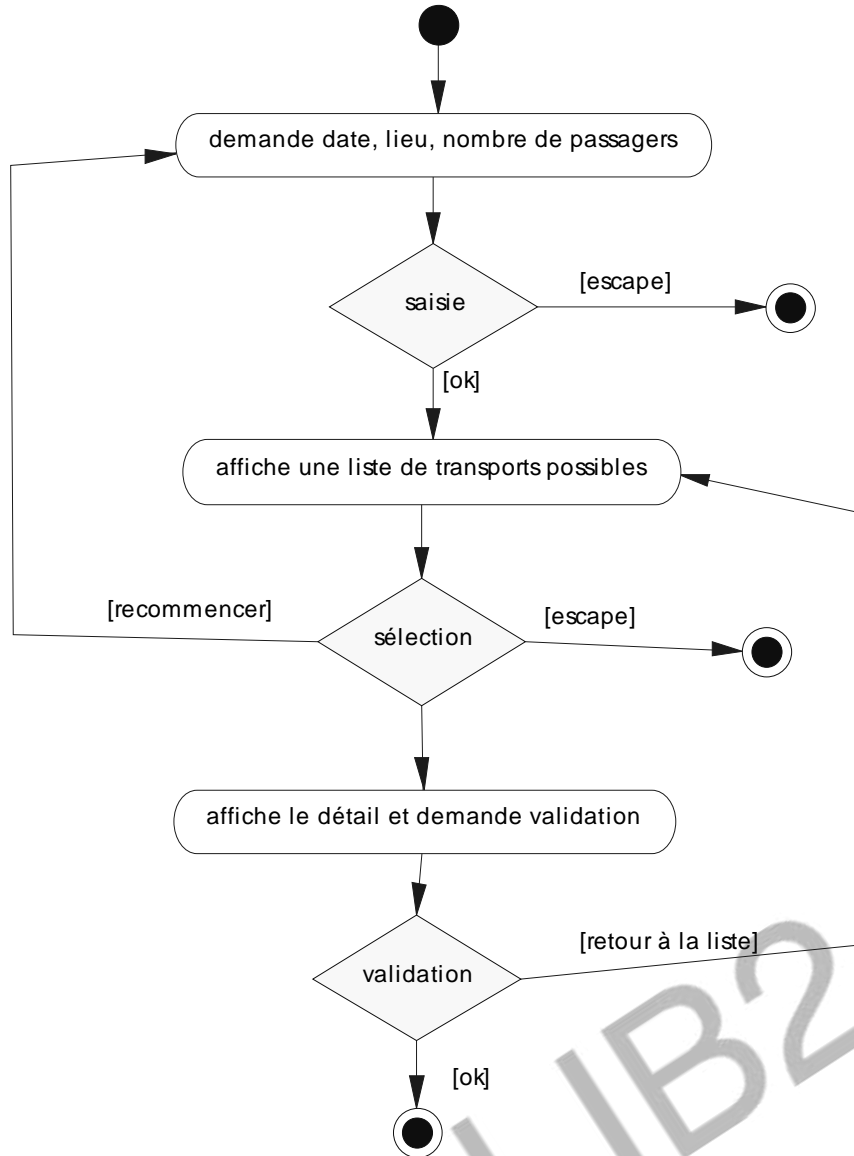 demande date, lieu, nombre de passagers
saisie
[escape]
[ok]
affiche une liste de transports possibles
[recommencer]
[escape]
sélection
affiche le détail et demande validation
[retour à la liste]
validation
[ok]